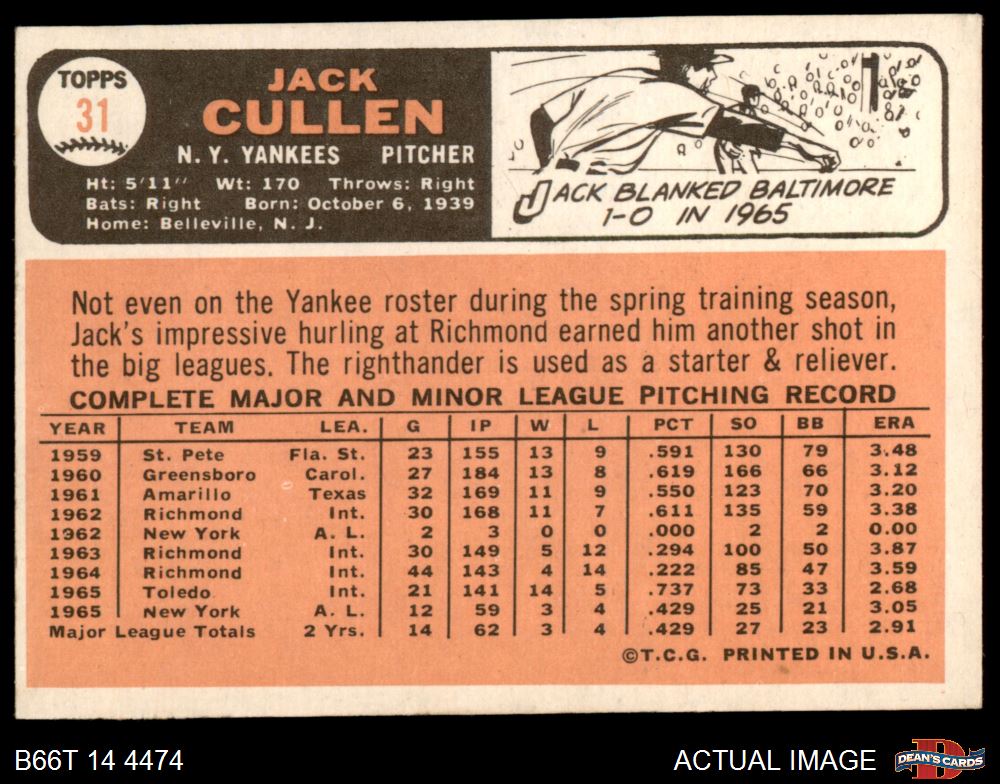 TOPPS
31
JACK
CULLEN
N. Y. YANKEES PITCHER
Ht: 5'11" Wt: 170 Throws: Right
Bats: Right Born: October 6, 1939
Home: Belleville, N. J.
JACK BLANKED BALTIMORE
1-0 IN 1965
Not even on the Yankee roster during the spring training season,
Jack's impressive hurling at Richmond earned him another shot in
the big leagues. The righthander is used as a starter & reliever.
COMPLETE MAJOR AND MINOR LEAGUE PITCHING RECORD
YEAR TEAM LEA. G IP W L PCT SO BB ERA
1959 St. Pete Fla. St. 23 155 13 9 .591 130 79 3.48
1960 Greensboro Carol. 27 184 13 8 .619 166 66 3.12
1961 Amarillo Texas 32 169 11 9 .550 123 70 3.20
1962 Richmond Int. 30 168 11 7 .611 135 59 3.38
1962 New York A. L. 2 3 0 0 .000 2 2 0.00
1963 Richmond Int. 30 149 5 12 .294 100 50 3.87
1964 Richmond Int. 44 143 4 14 .222 85 47 3.59
1965 Toledo Int. 21 141 14 5 .737 73 33 2.68
1965 New York A. L. 12 59 3 4 .429 25 21 3.05
Major League Totals 2 Yrs. 14 62 3 4 .429 27 23 2.91
©T.C.G. PRINTED IN U.S.A.
B66T 14 4474 ACTUAL IMAGE DEAN'S CARDS